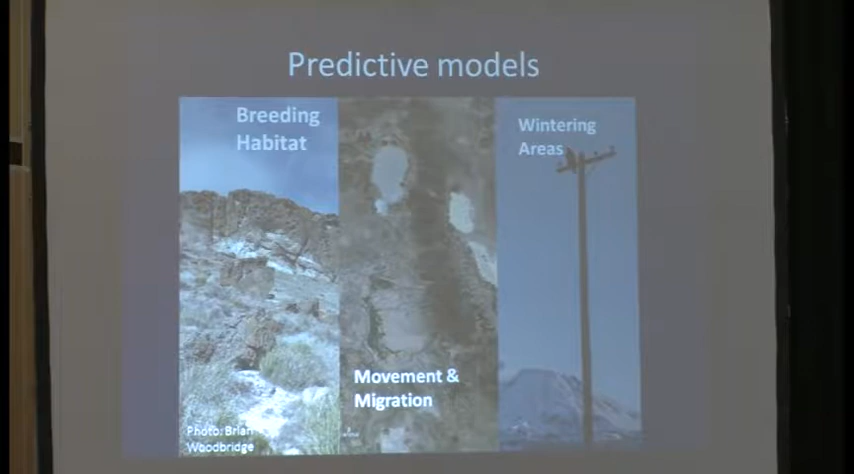 Predictive models
Breeding
Habitat
Wintering
Areas
Movement &
Migration
Photo: Brian
Woodbridge